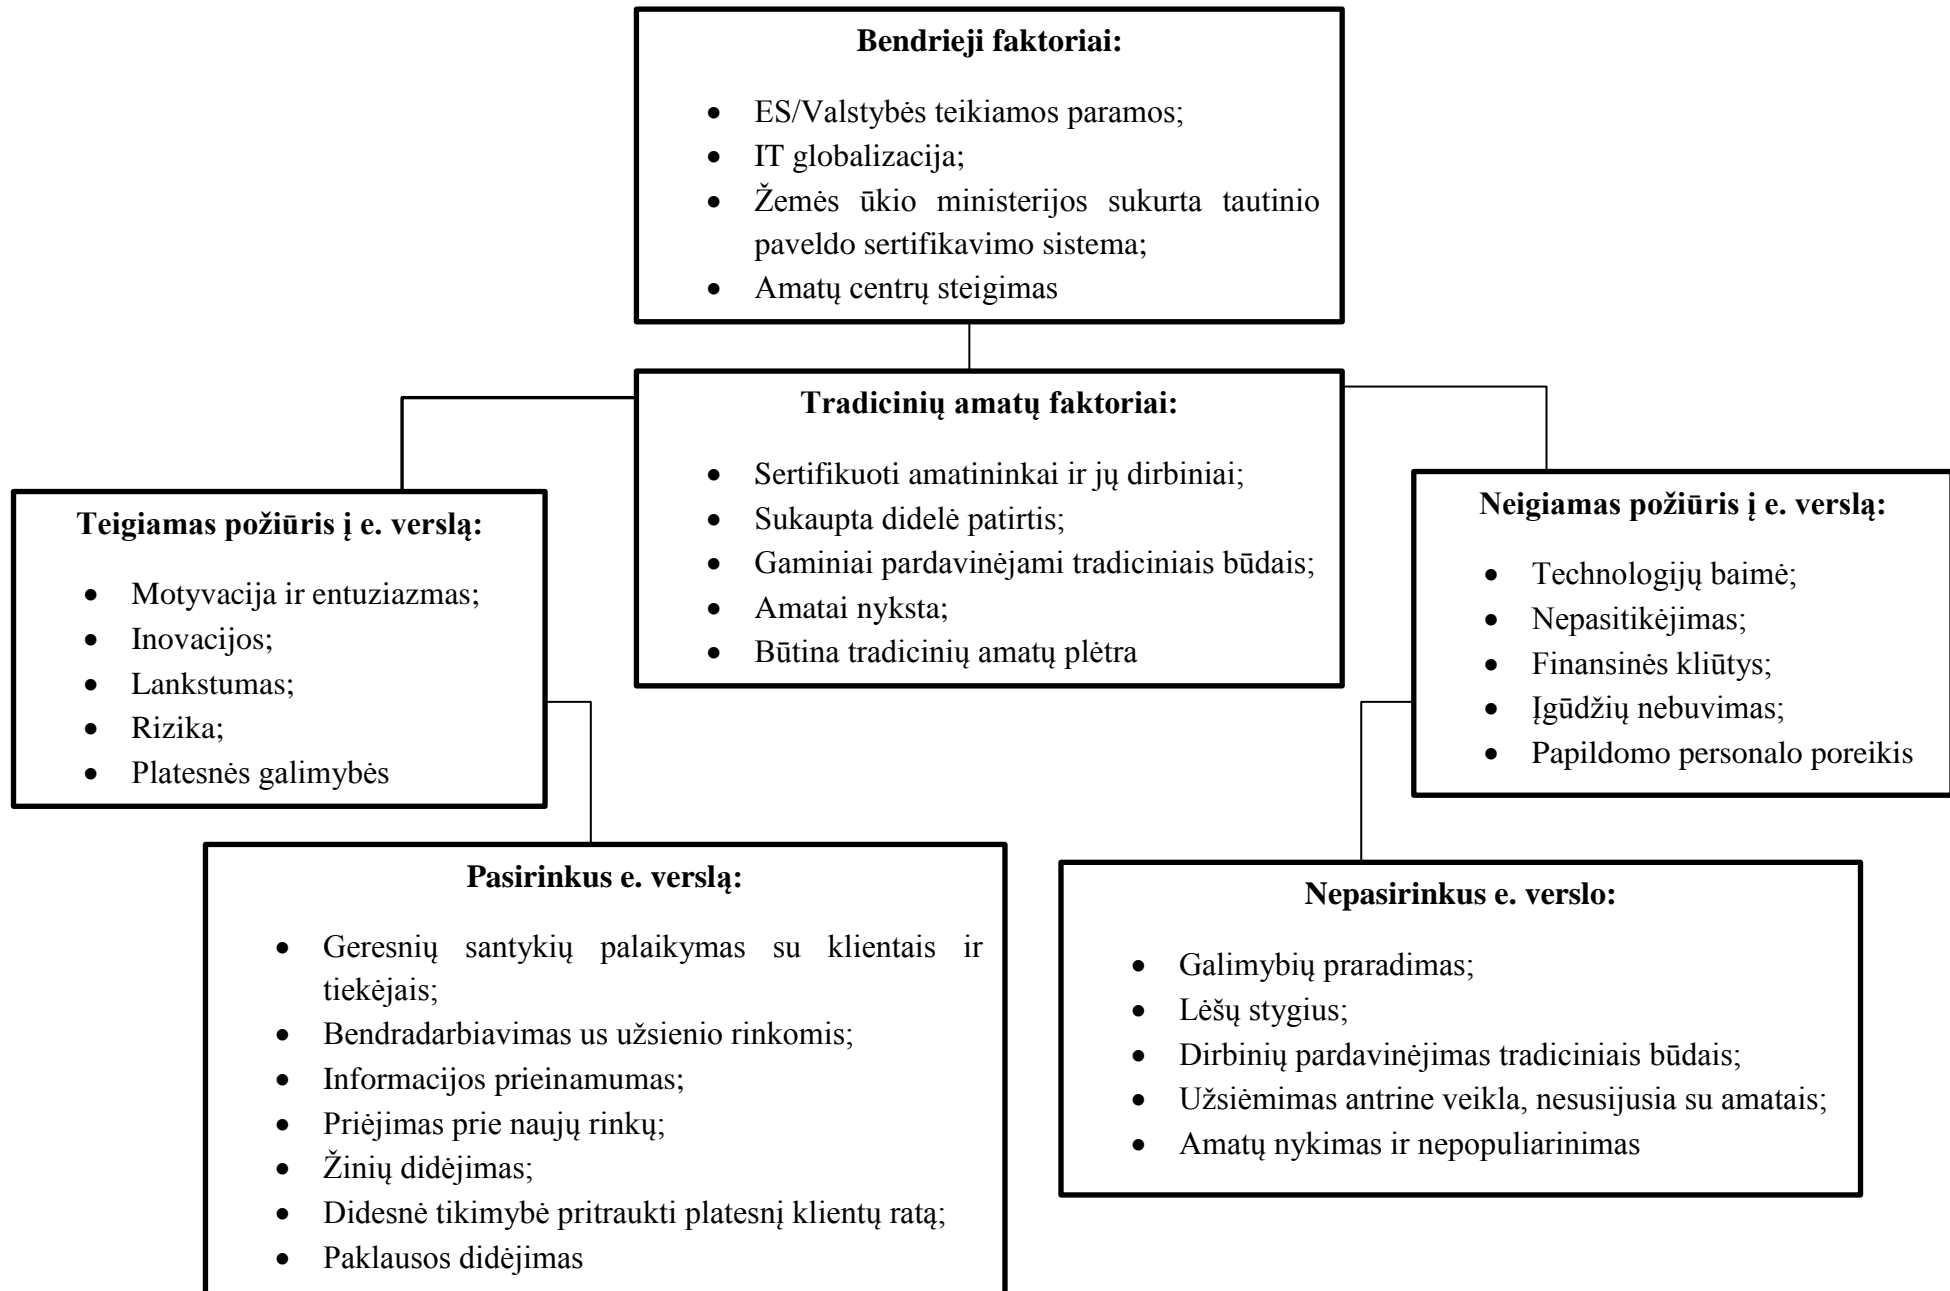 Bendrieji faktoriai:
• ES/Valstybės teikiamos paramos;
• IT globalizacija;
• Žemės ūkio ministerijos sukurta tautinio
paveldo sertifikavimo sistema;
• Amatų centrų steigimas
Tradicinių amatų faktoriai:
• Sertifikuoti amatininkai ir jų dirbiniai;
• Sukaupta didelė patirtis;
• Gaminiai pardavinėjami tradiciniais būdais;
• Amatai nyksta;
• Būtina tradicinių amatų plėtra
Teigiamas požiūris į e. verslą:
• Motyvacija ir entuziazmas;
• Inovacijos;
• Lankstumas;
• Rizika;
• Platesnės galimybės
Neigiamas požiūris į e. verslą:
• Technologijų baimė;
• Nepasitikėjimas;
• Finansinės kliūtys;
• Įgūdžių nebuvimas;
• Papildomo personalo poreikis
Pasirinkus e. verslą:
• Geresnių santykių palaikymas su klientais ir
tiekėjais;
• Bendradarbiavimas us užsienio rinkomis;
• Informacijos prieinamumas;
• Priėjimas prie naujų rinkų;
• Žinių didėjimas;
• Didesnė tikimybė pritraukti platesnį klientų ratą;
• Paklausos didėjimas
Nepasirinkus e. verslo:
• Galimybių praradimas;
• Lėšų stygius;
• Dirbinių pardavinėjimas tradiciniais būdais;
• Užsiėmimas antrine veikla, nesusijusia su amatais;
• Amatų nykimas ir nepopuliarinimas